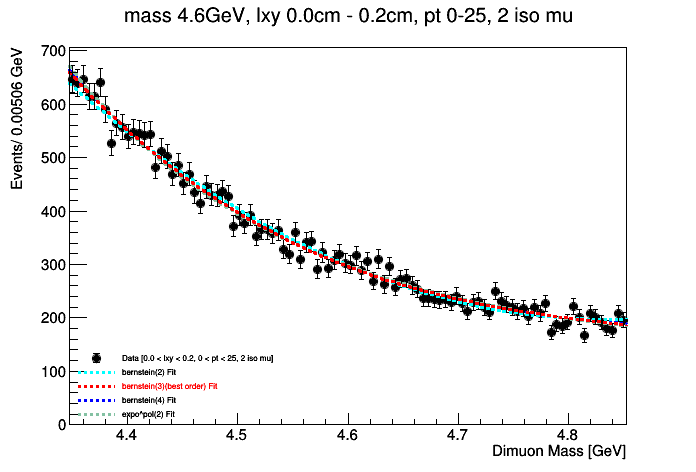 mass 4.6GeV, lxy 0.0cm - 0.2cm, pt 0-25, 2 iso mu
Events/ 0.00506 GeV
700
600
500
400
300
200
100
0
Data [0.0 < lxy < 0.2, 0 < pt < 25, 2 iso mu]
bernstein(2) Fit
bernstein(3)(best order) Fit
bernstein(4) Fit
expo*pol(2) Fit
4.4 4.5 4.6 4.7 4.8
Dimuon Mass [GeV]